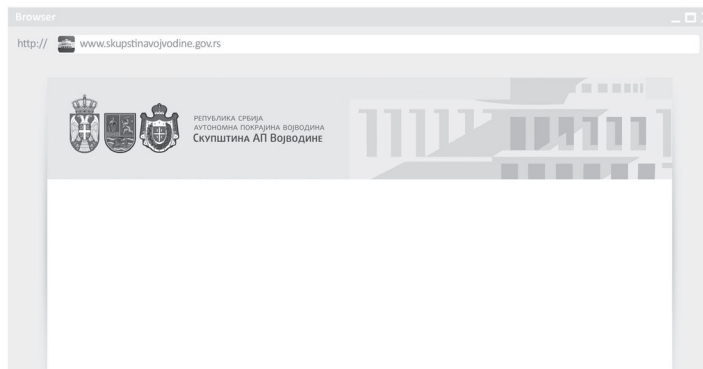 Browser
http:// www.skupstinavojvodine.gov.rs
РЕПУБЛИКА СРБИЈА
АУТОНОМНА ПОКРАЈИНА ВОЈВОДИНА
СКУПШТИНА АП ВОЈВОДИНЕ